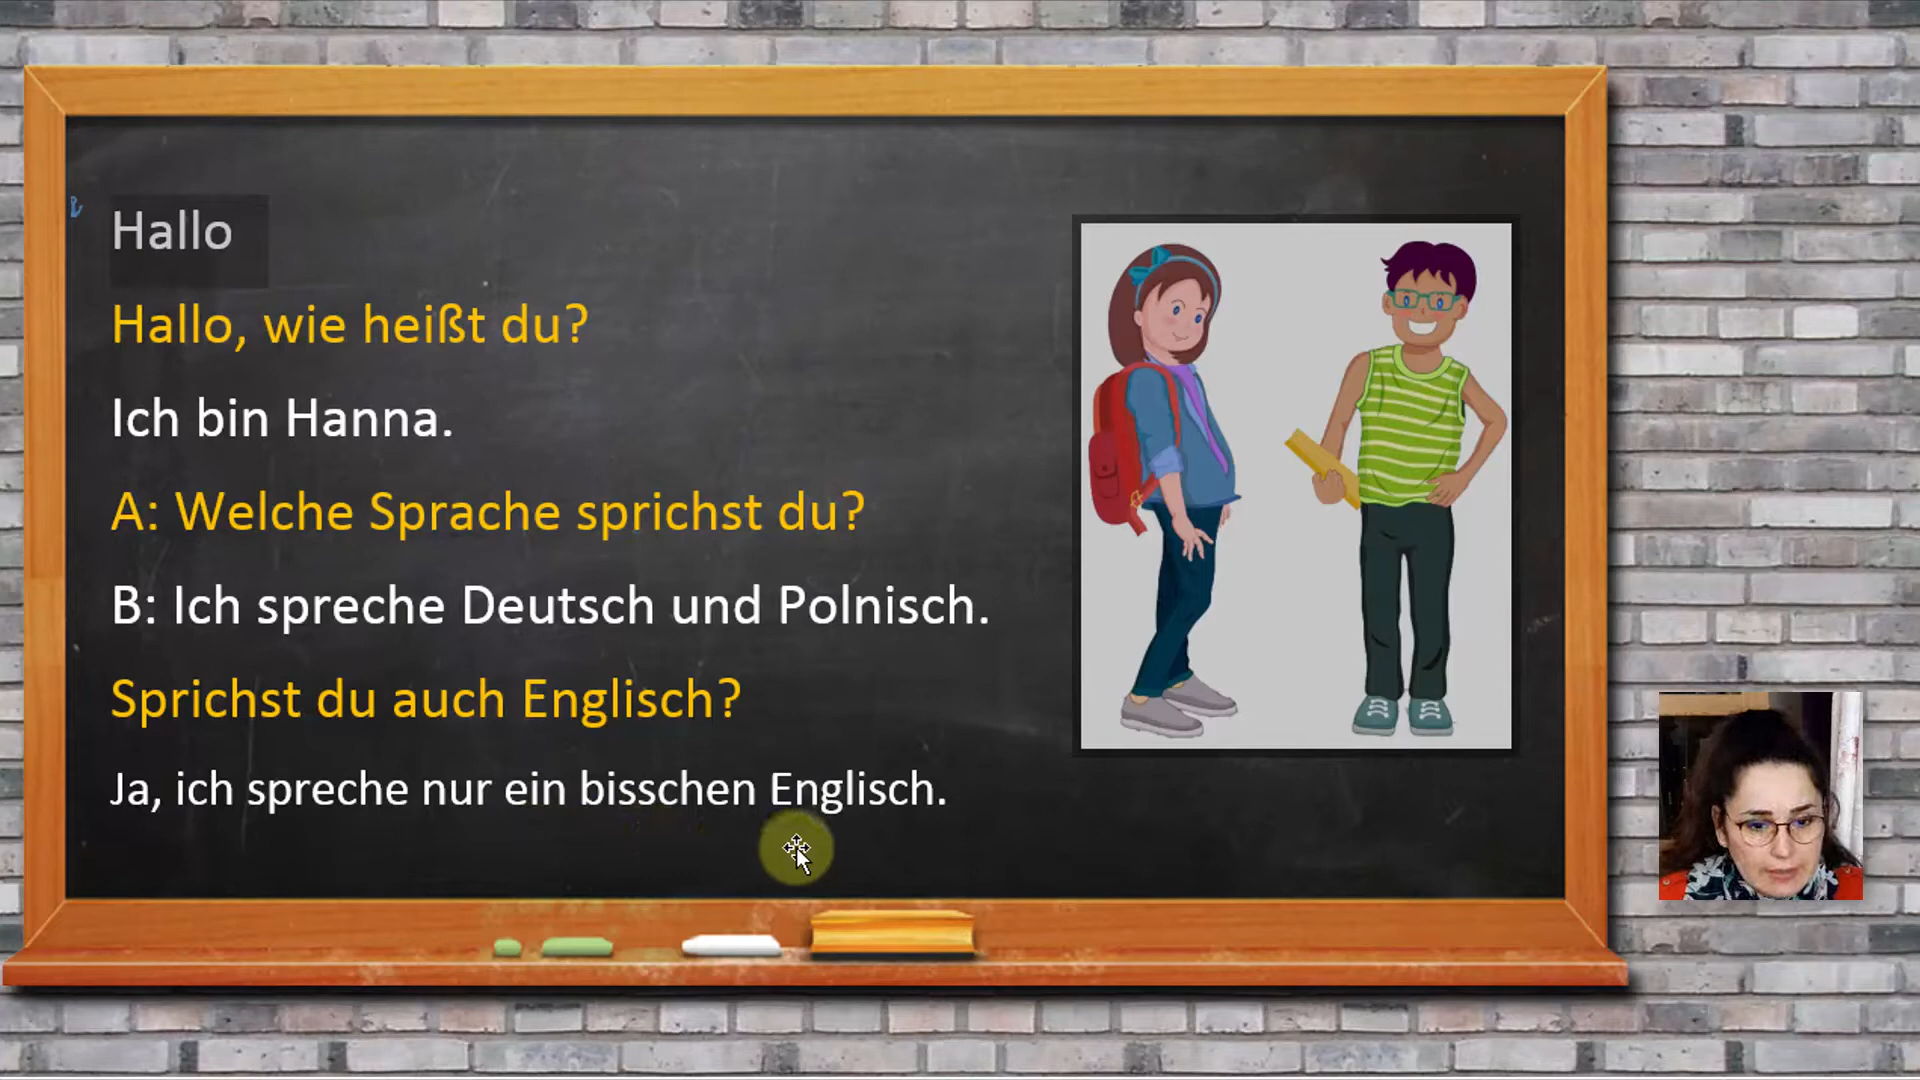 Hallo
Hallo, wie heißt du?
Ich bin Hanna.
A: Welche Sprache sprichst du?
B: Ich spreche Deutsch und Polnisch.
Sprichst du auch Englisch?
Ja, ich spreche nur ein bisschen Englisch.